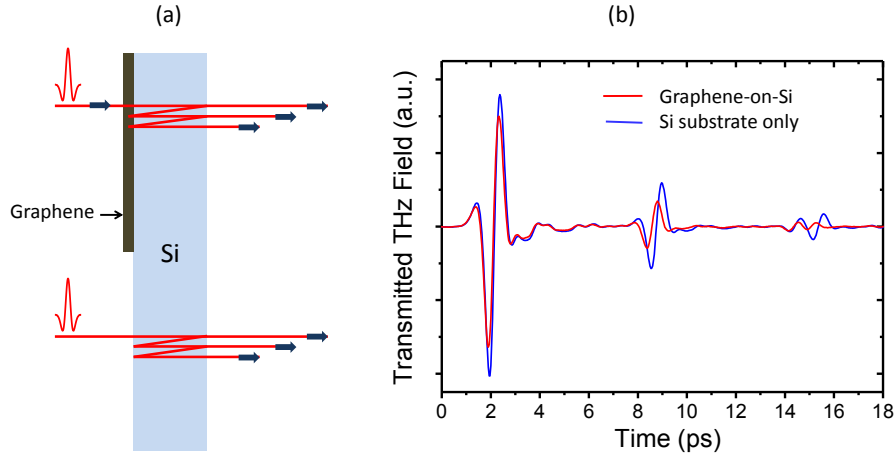 (a)
Graphene
Si
(b)
Transmitted THz Field (a.u.)
Graphene-on-Si
Si substrate only
0 2 4 6 8 10 12 14 16 18
Time (ps)